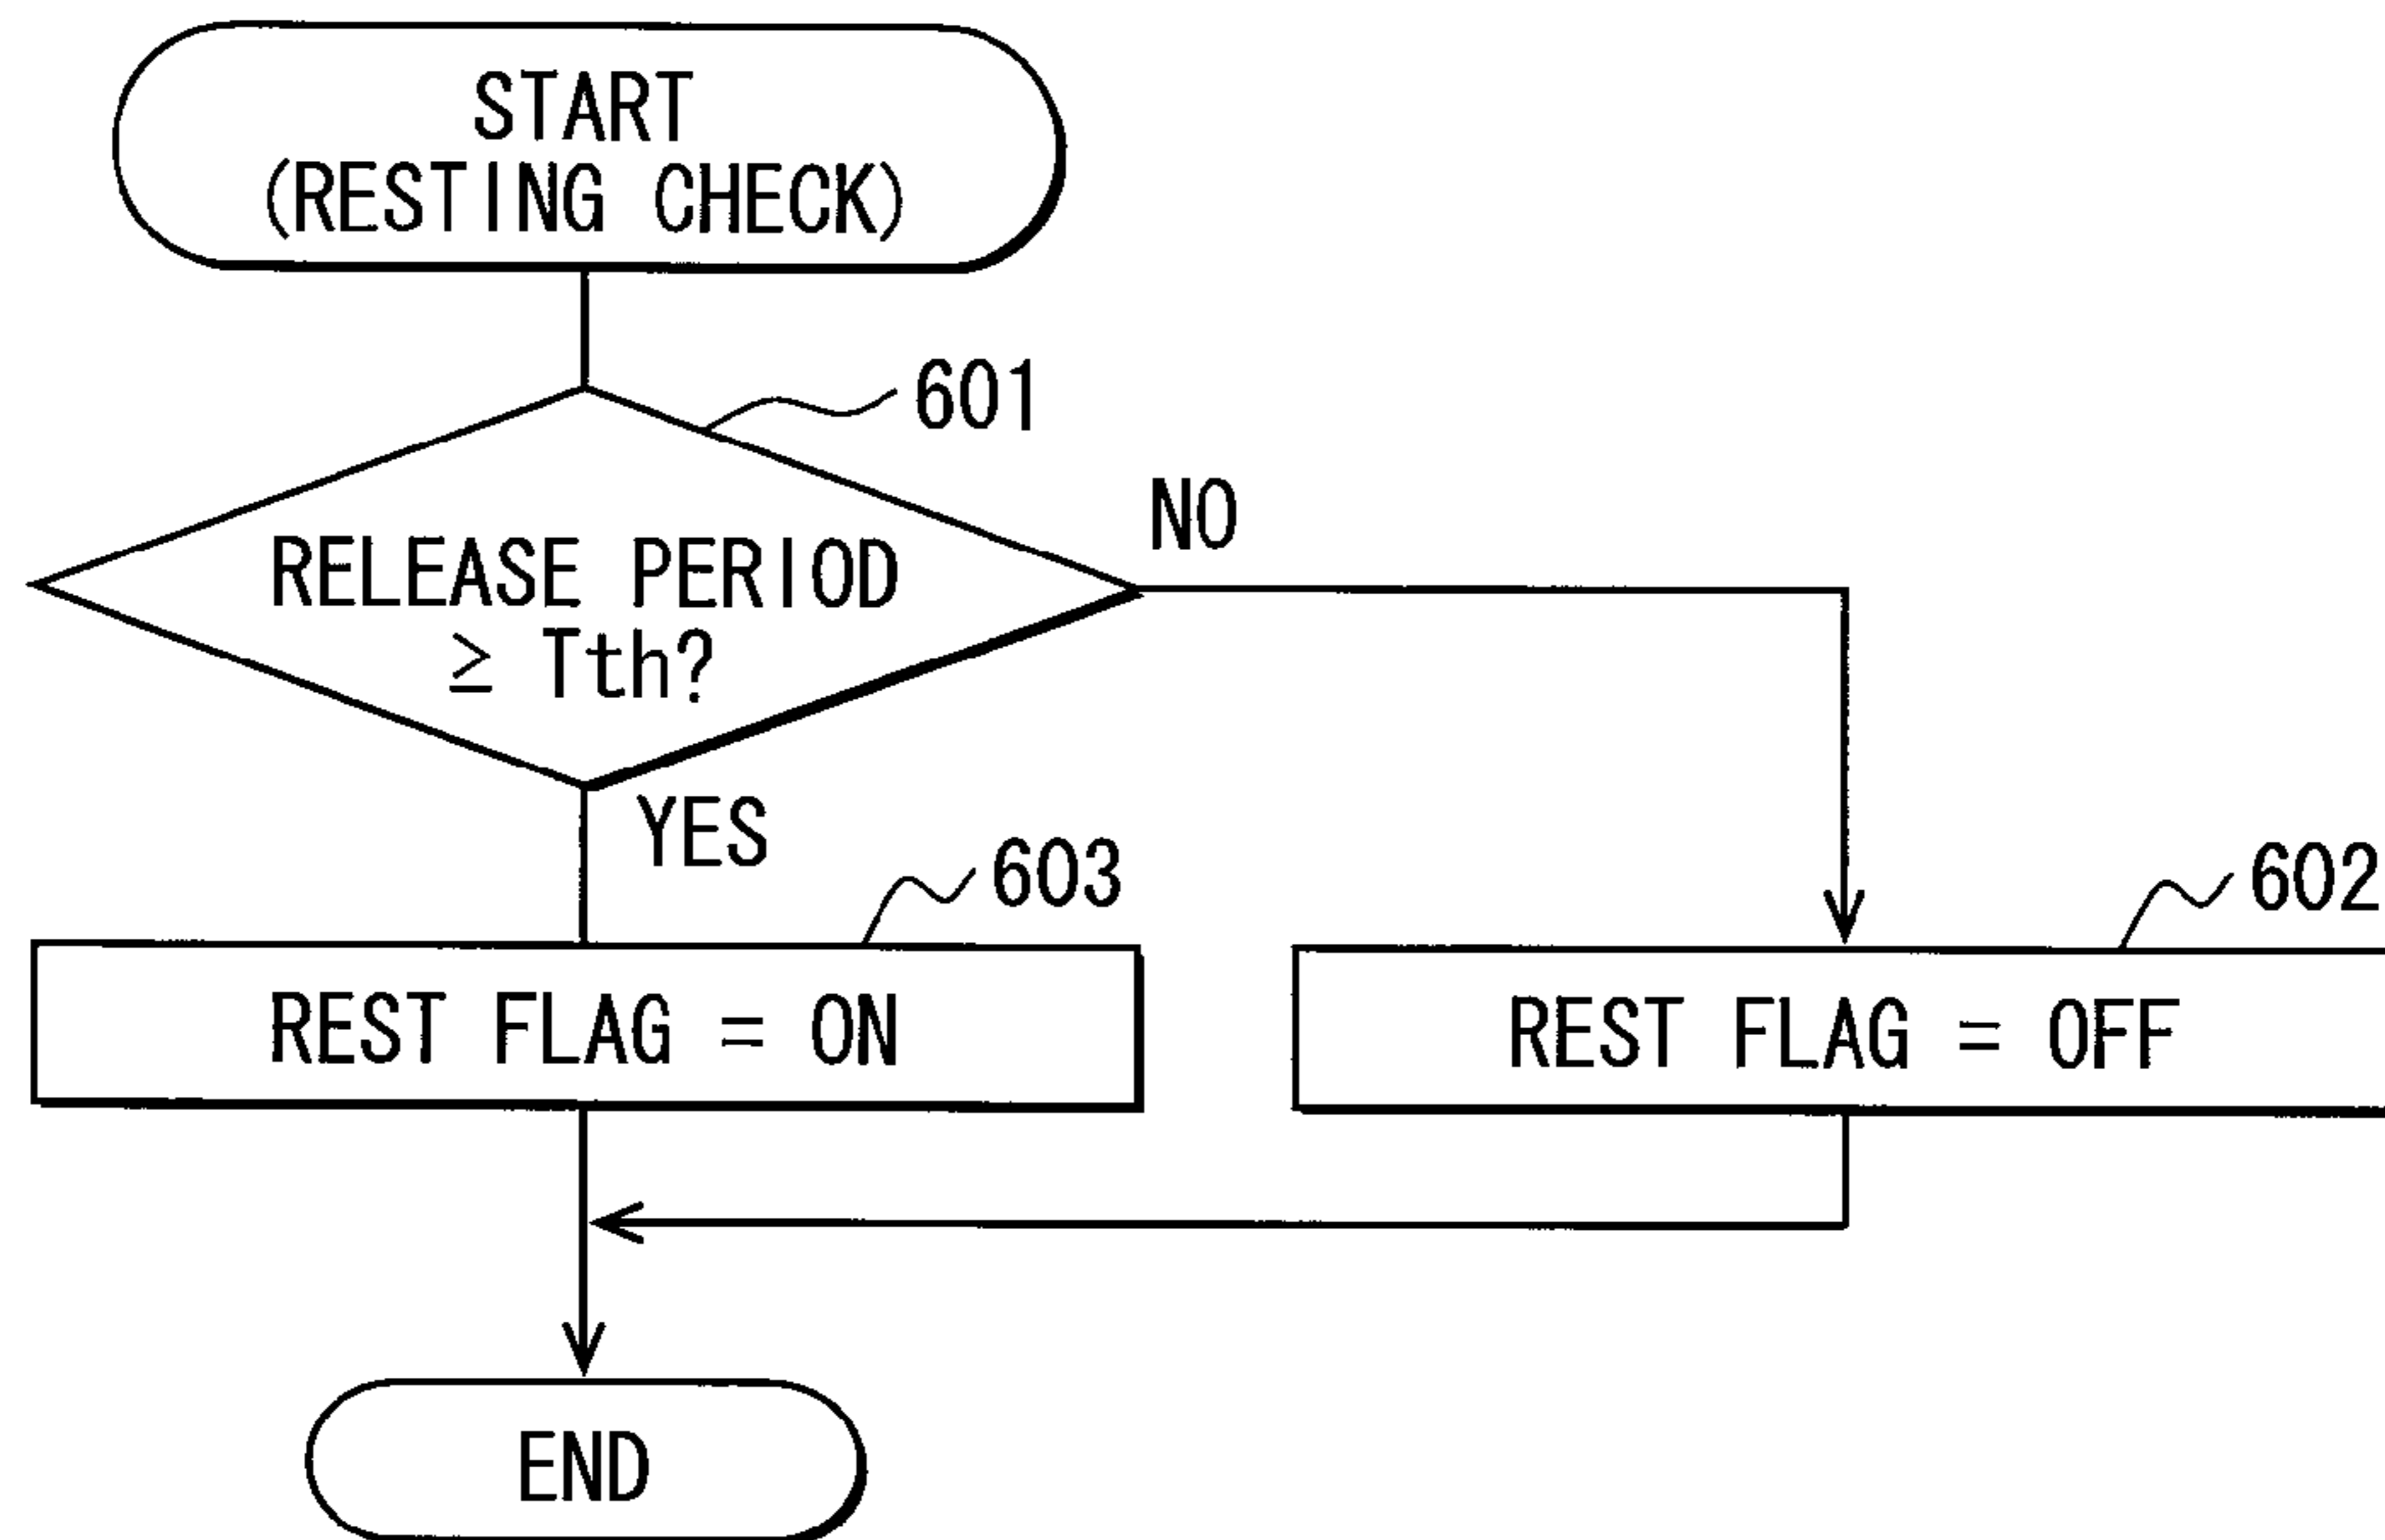 START
(RESTING CHECK)
601
NO
RELEASE PERIOD
≥ Tth?
YES
603
602
REST FLAG = ON
REST FLAG = OFF
END